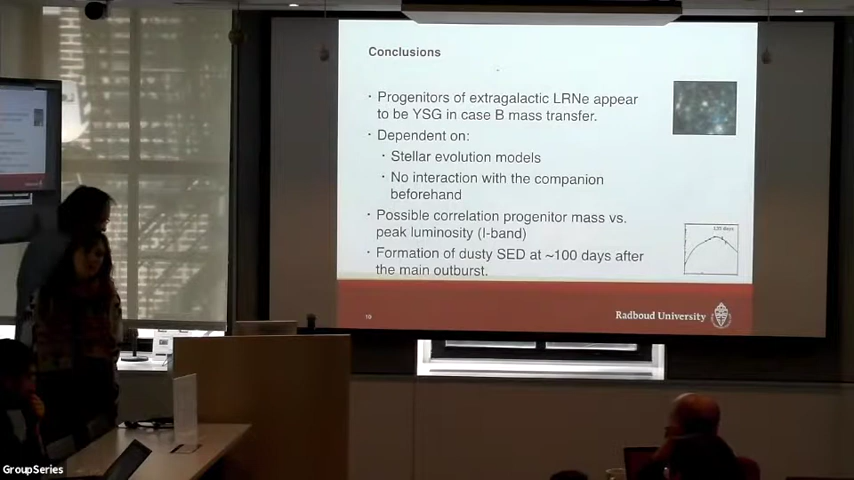 Conclusions
• Progenitors of extragalactic LRNe appear
to be YSG in case B mass transfer.
• Dependent on:
• Stellar evolution models
• No interaction with the companion
beforehand
• Possible correlation progenitor mass vs.
peak luminosity (I-band)
• Formation of dusty SED at ~100 days after
the main outburst.
10
Radboud University
GroupSeries